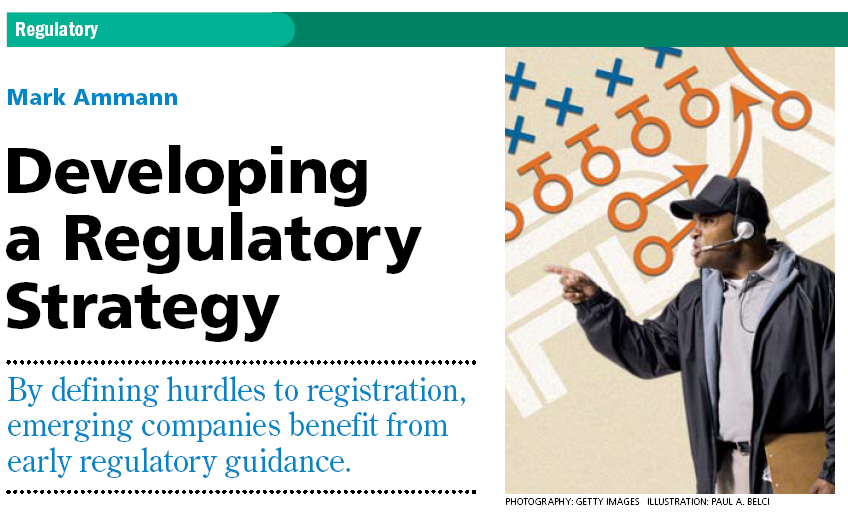 Regulatory
Mark Ammann
Developing
a Regulatory
Strategy
By defining hurdles to registration,
emerging companies benefit from
early regulatory guidance.
FDA
PHOTOGRAPHY: GETTY IMAGES ILLUSTRATION: PAUL A. BELCI